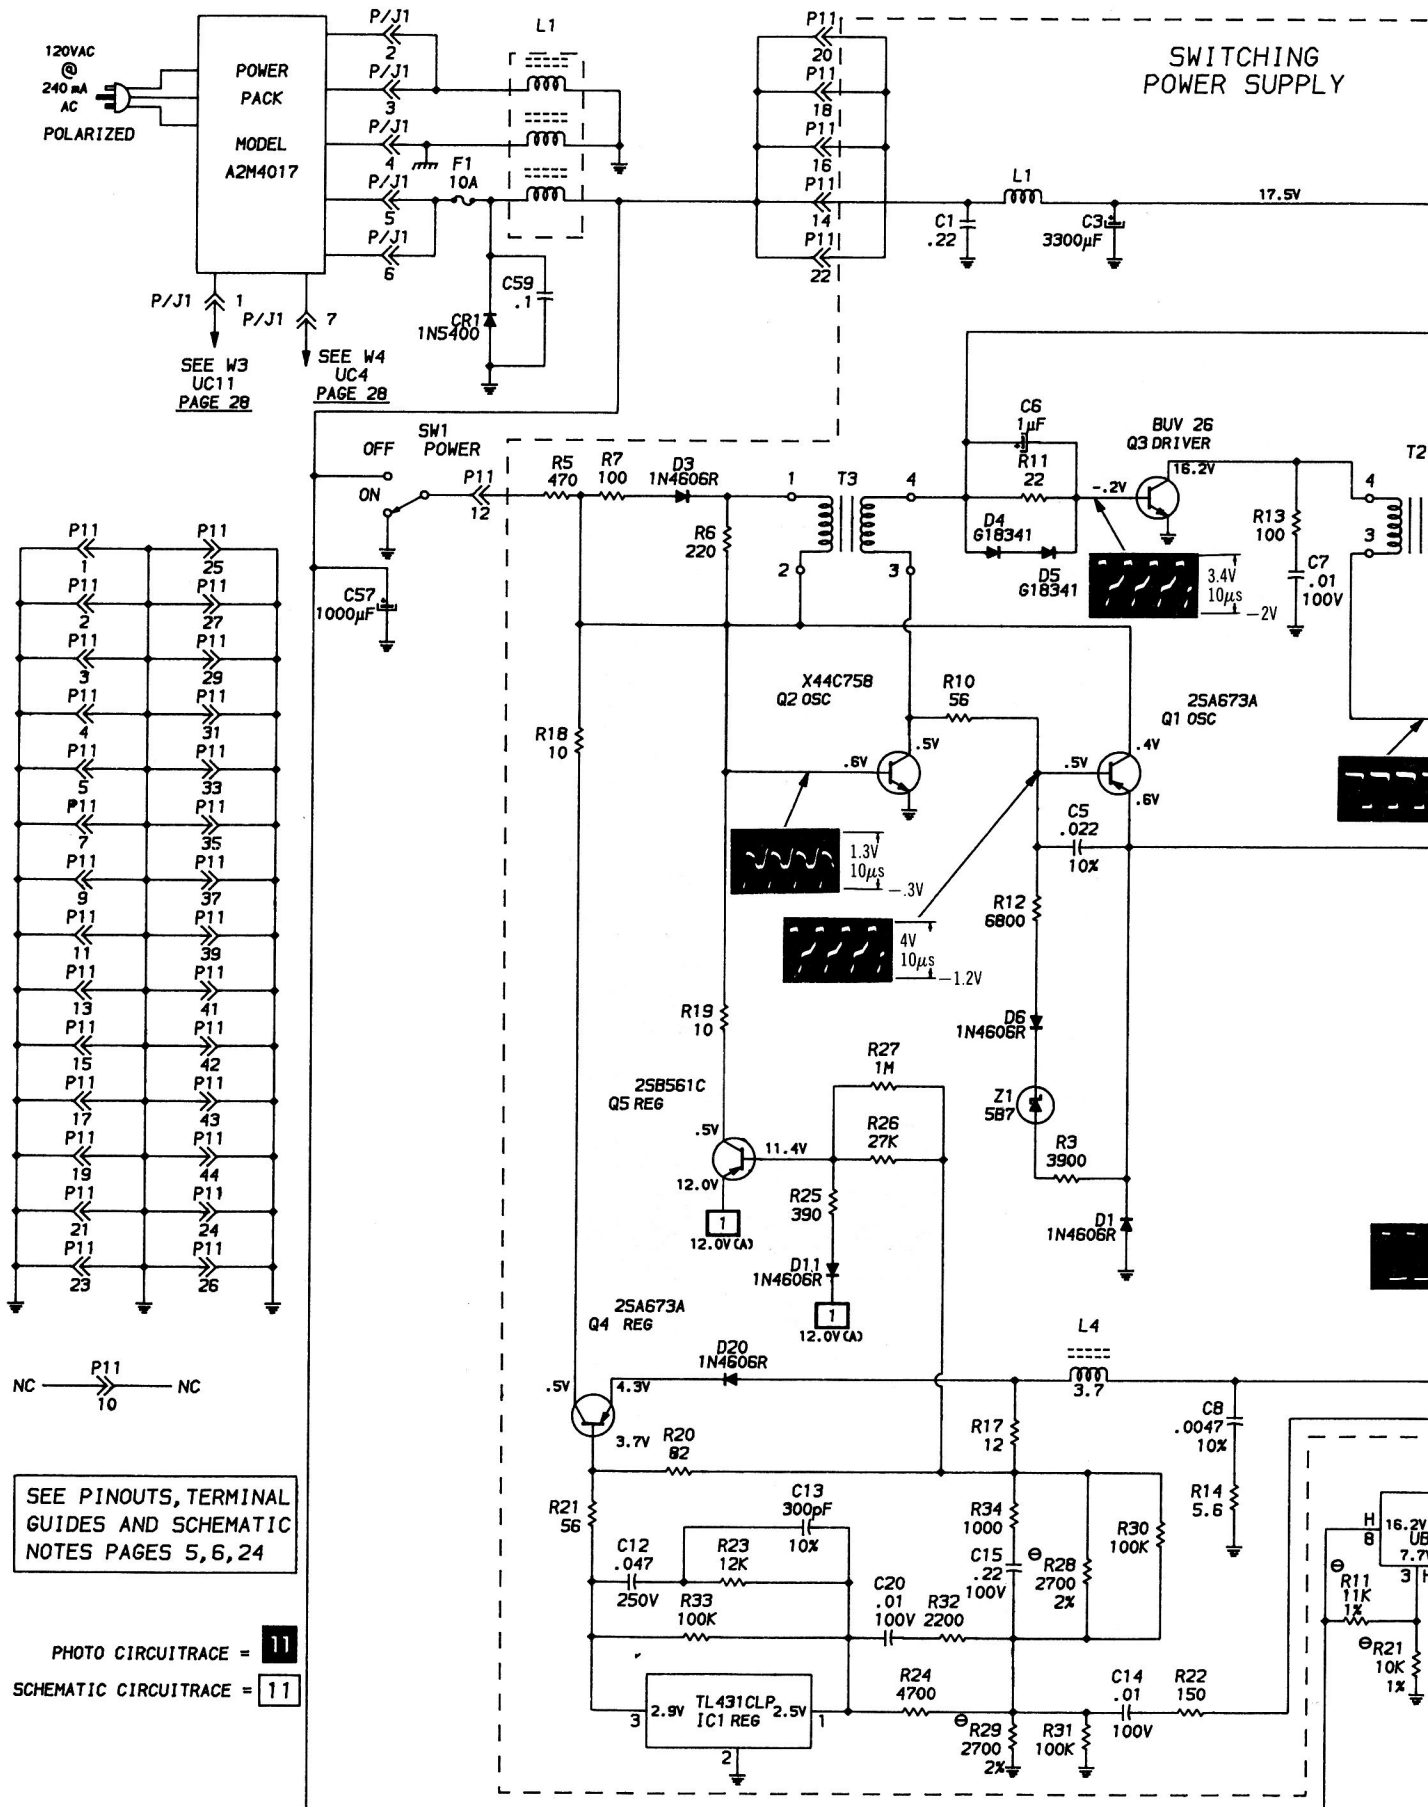 120VAC
@
240 mA
AC
POLARIZED
POWER
PACK
MODEL
A2M4017
P/J1
2
P/J1
3
P/J1
4
P/J1
5
P/J1
6
F1
10A
L1
P/J1 1
P/J1 7
SEE W3
UC11
PAGE 28
SEE W4
UC4
PAGE 28
C59
.1
CR1
1N5400
P11
20
P11
18
P11
16
P11
14
P11
22
SWITCHING
POWER SUPPLY
C1
.22
L1
C3
3300µF
17.5V
OFF
SW1
POWER
ON
P11
12
C57
1000µF
R5
470
R7
100
D3
1N4606R
R6
220
1
T3
4
2
3
C6
1µF
R11
22
D4
G18341
D5
G18341
BUV 26
Q3 DRIVER
-.2V
16.2V
3.4V
10µs
-2V
R13
100
C7
.01
100V
T2
4
3
P11
1
P11
25
P11
2
P11
27
P11
3
P11
29
P11
4
P11
31
P11
5
P11
33
P11
7
P11
35
P11
9
P11
37
P11
11
P11
39
P11
13
P11
41
P11
15
P11
42
P11
17
P11
43
P11
19
P11
44
P11
21
P11
24
P11
23
P11
26
NC
P11
10
NC
R18
10
X44C758
Q2 OSC
.6V
.5V
R10
56
2SA673A
Q1 OSC
.4V
.5V
.6V
C5
.022
10%
1.3V
10µs
-.3V
4V
10µs
-1.2V
R12
6800
R19
10
D6
1N4606R
Z1
5B7
R3
3900
D1
1N4606R
2SB561C
Q5 REG
.5V
11.4V
12.0V
1
12.0V(A)
R27
1M
R26
27K
R25
390
D11
1N4606R
1
12.0V(A)
2SA673A
Q4 REG
.5V
4.3V
3.7V
D20
1N4606R
L4
3.7
R17
12
C8
.0047
10%
R14
5.6
R20
82
R21
56
C13
300pF
10%
C12
.047
250V
R23
12K
R33
100K
R34
1000
C15
.22
100V
⊖ R28
2700
2%
R30
100K
C20
.01
100V
R32
2200
TL431CLP
IC1 REG
2.9V
2.5V
3
1
2
R24
4700
⊖ R29
2700
2%
R31
100K
C14
.01
100V
R22
150
H
8
16.2V
3
⊖
R11
11K
1%
⊖R21
10K
1%
SEE PINOUTS, TERMINAL
GUIDES AND SCHEMATIC
NOTES PAGES 5,6,24
PHOTO CIRCUITRACE = 11
SCHEMATIC CIRCUITRACE = 11